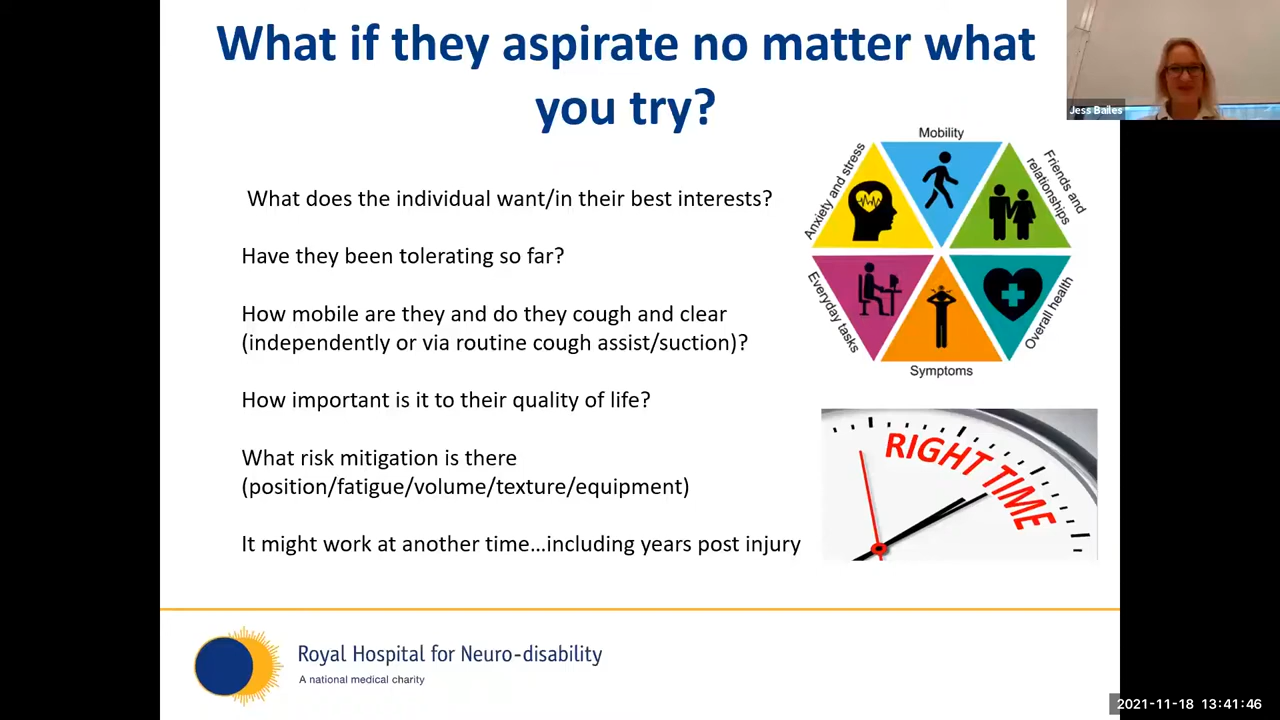 What if they aspirate no matter what
you try?
Jess Bailes
What does the individual want/in their best interests?
Have they been tolerating so far?
How mobile are they and do they cough and clear
(independently or via routine cough assist/suction)?
How important is it to their quality of life?
What risk mitigation is there
(position/fatigue/volume/texture/equipment)
It might work at another time…including years post injury
Mobility
Anxiety and stress
Friends and
relationships
Everyday tasks
Overall health
Symptoms
RIGHT TIME
Royal Hospital for Neuro-disability
A national medical charity
2021-11-18 13:41:46